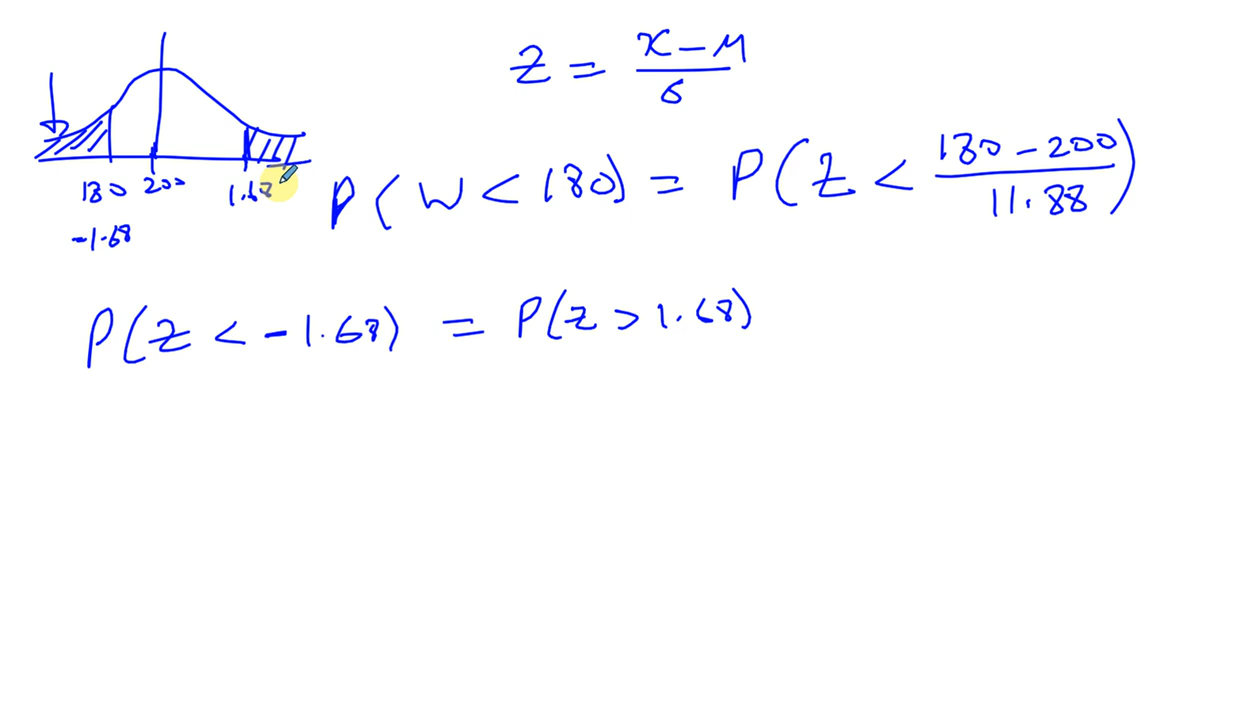 Z = x - μ / σ
180 200 1.68
-1.68
P(W < 180) = P(Z < 180 - 200 / 11.88)
P(Z < -1.68) = P(Z > 1.68)